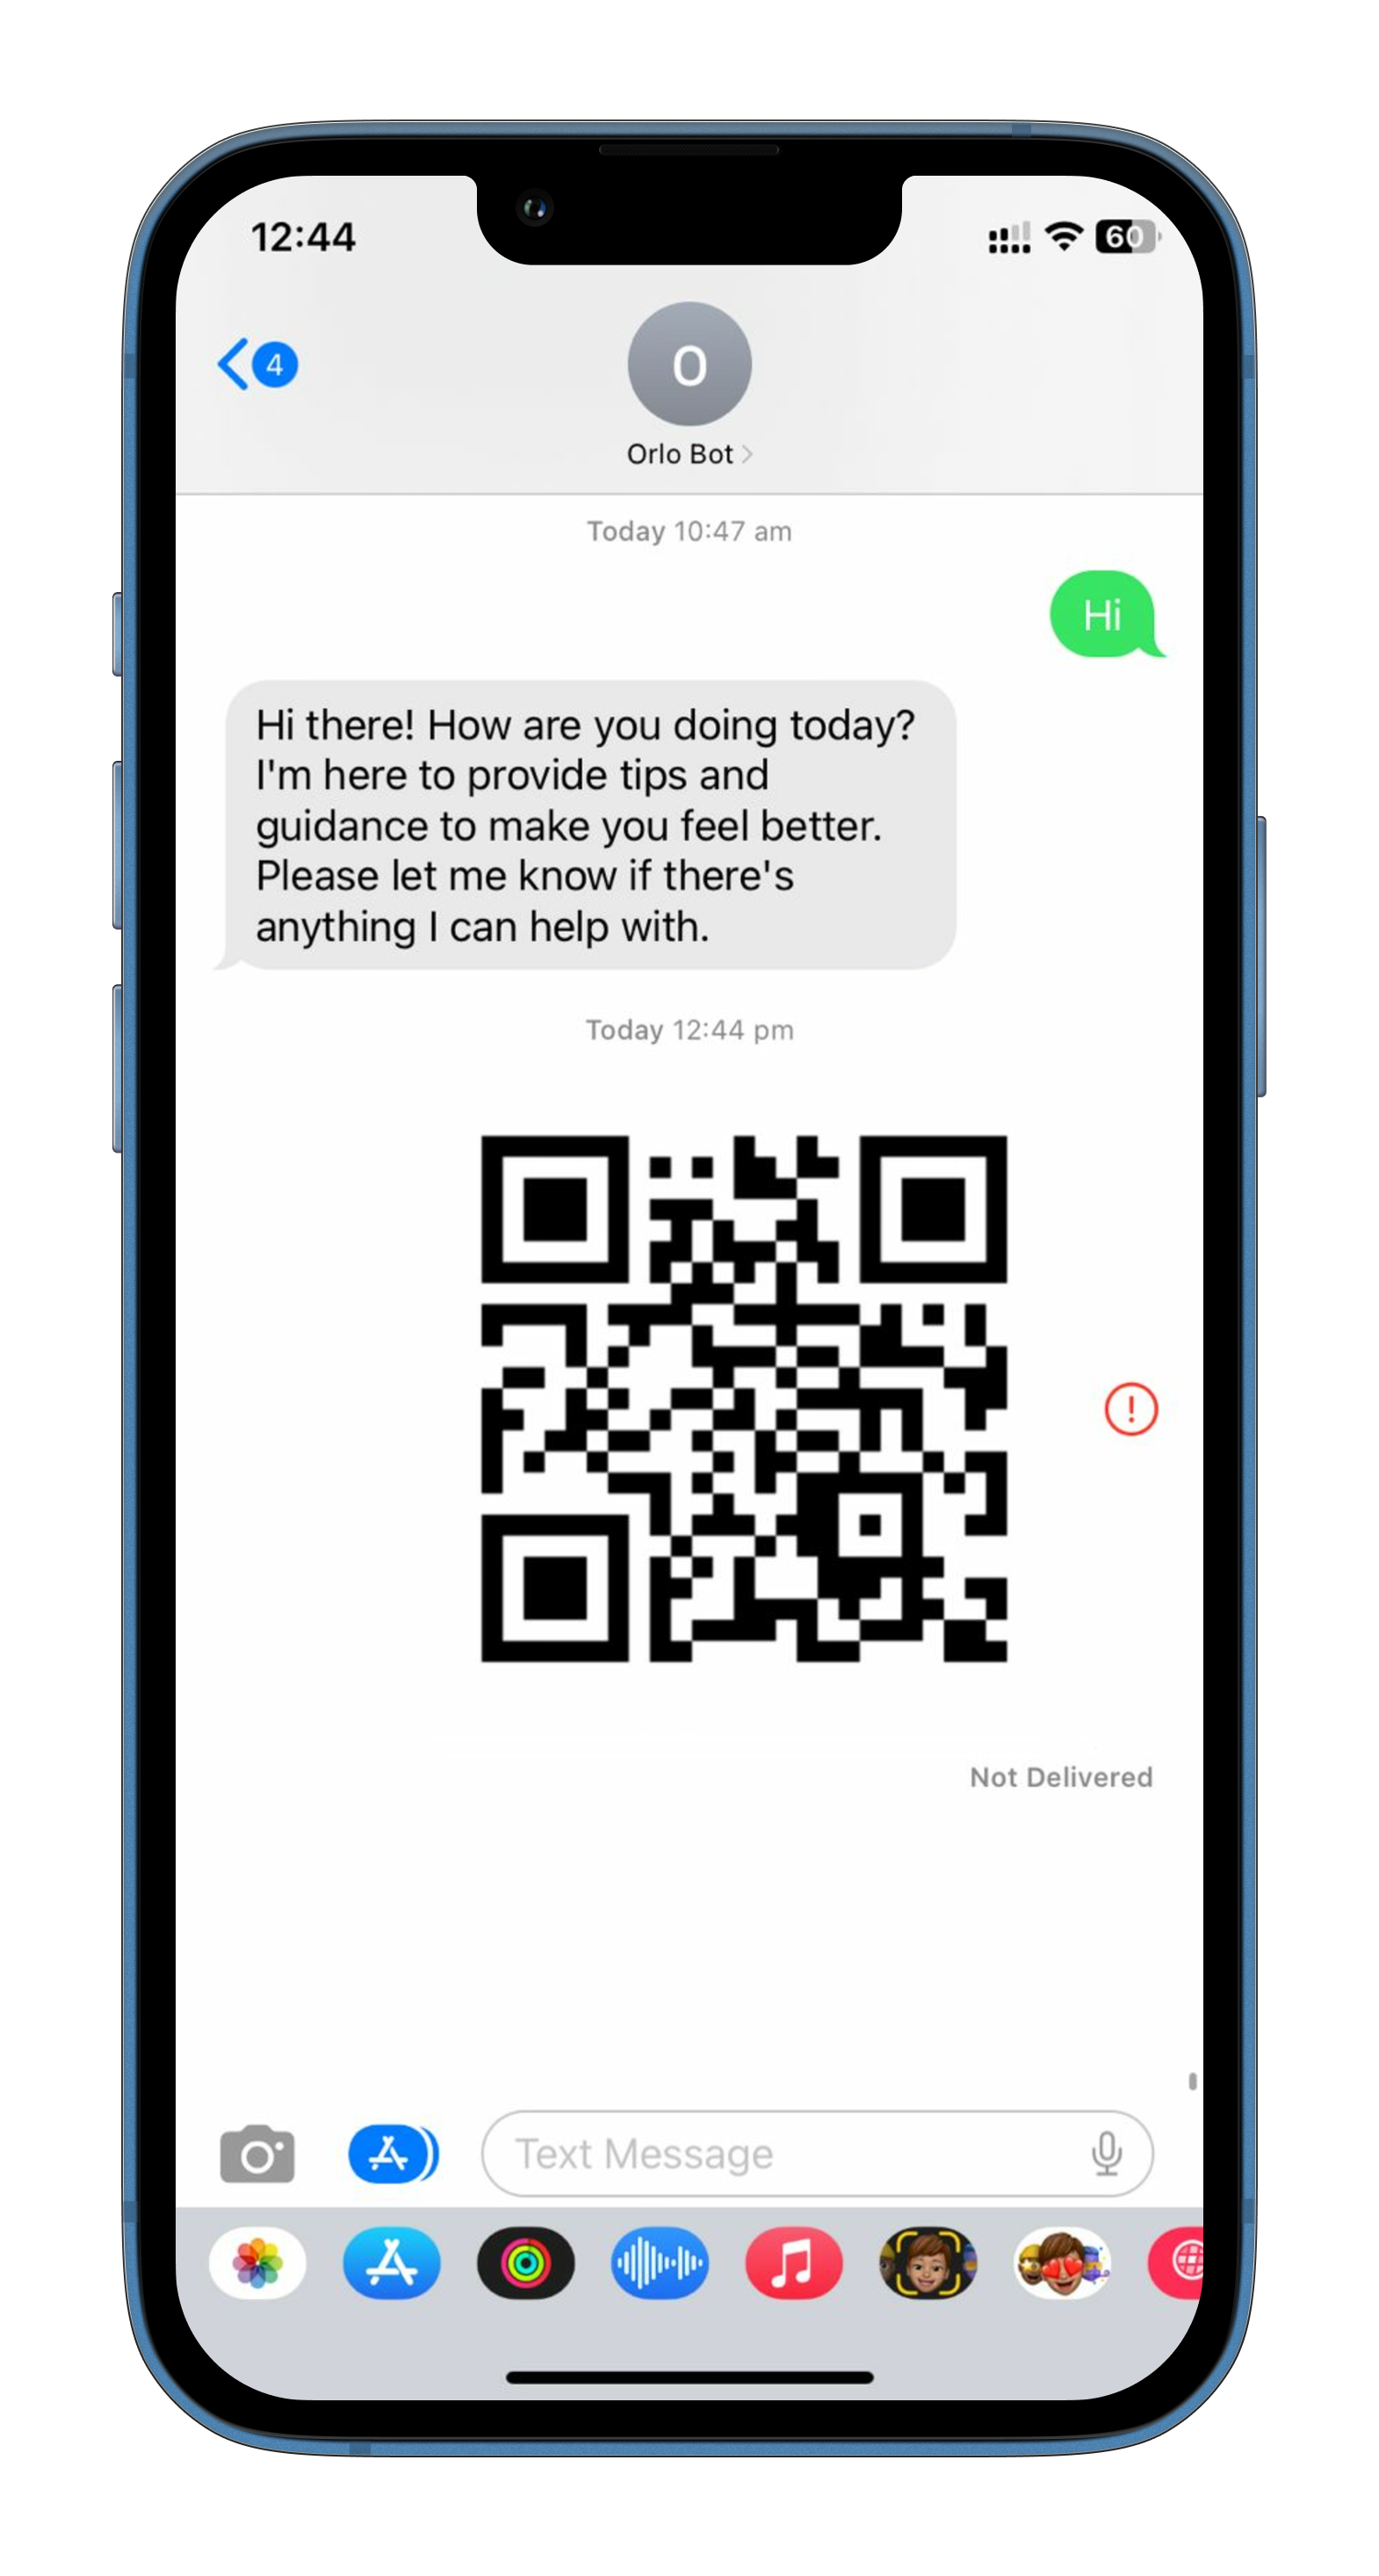 12:44
60
4
O
Orlo Bot
Today 10:47 am
Hi
Hi there! How are you doing today?
I'm here to provide tips and
guidance to make you feel better.
Please let me know if there's
anything I can help with.
Today 12:44 pm
!
Not Delivered
Text Message